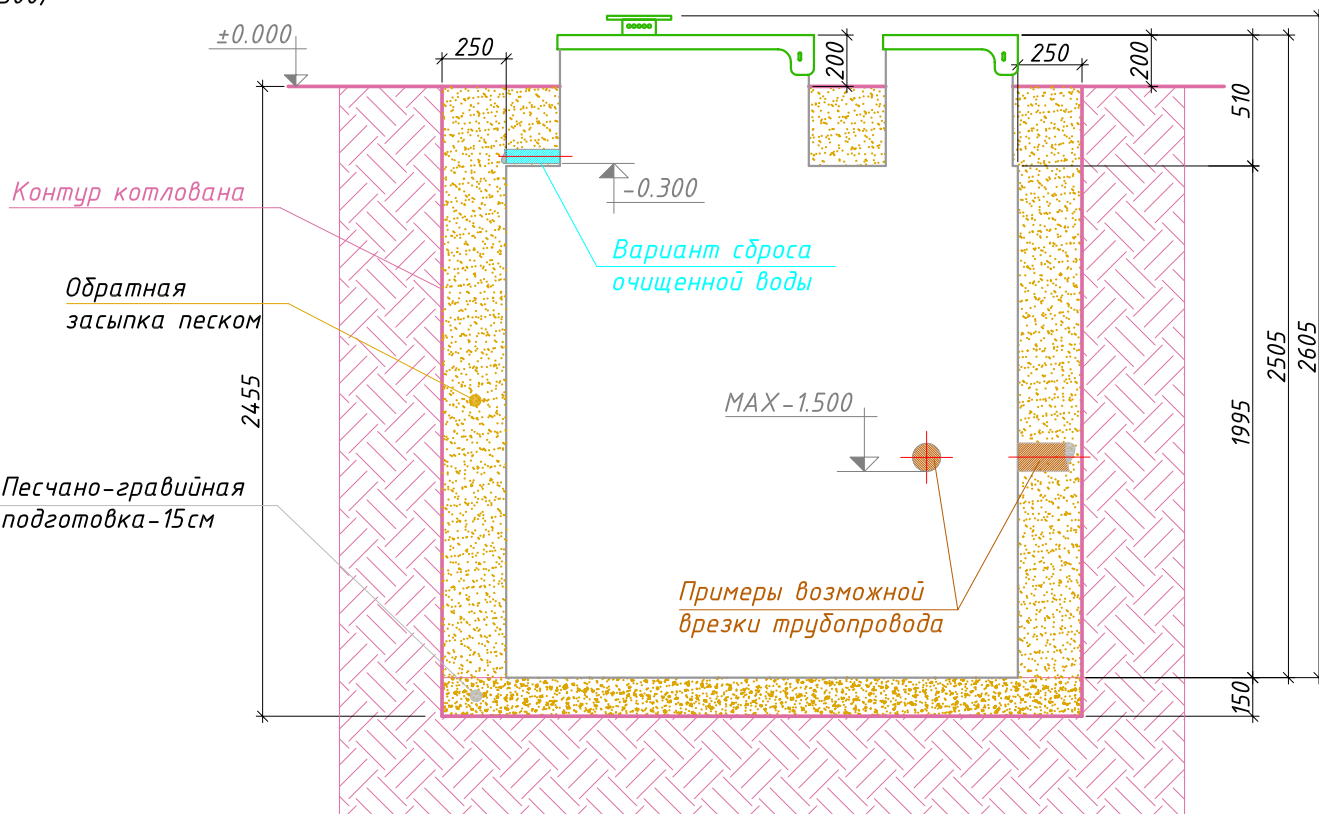 ±0.000
250
200
250
200
510
Контур котлована
-0.300
Вариант сброса
очищенной воды
Обратная
засыпка песком
2455
MAX-1.500
1995
2505
2605
Песчано-гравийная
подготовка-15см
Примеры возможной
врезки трубопровода
150